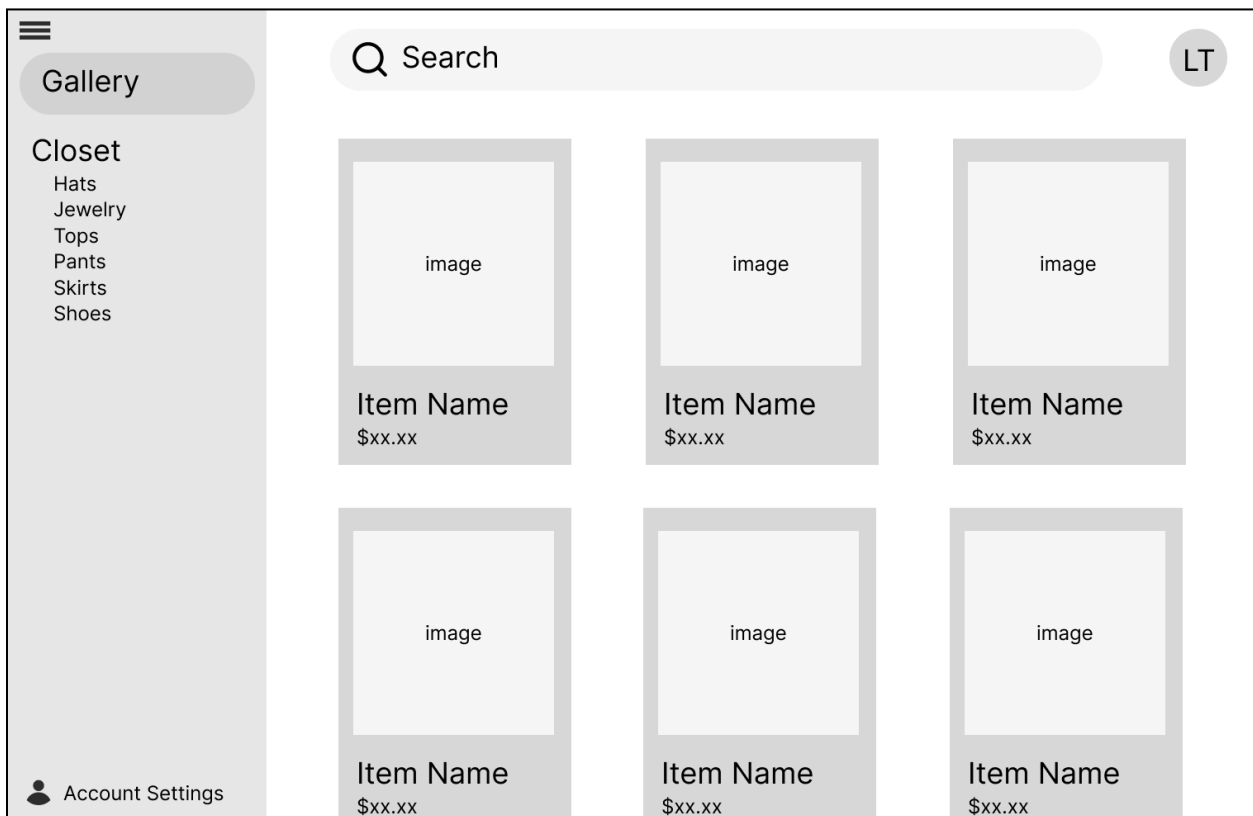 Gallery
Closet
Hats
Jewelry
Tops
Pants
Skirts
Shoes
Account Settings
Search
LT
image
image
image
Item Name
Item Name
Item Name
$xx.xx
$xx.xx
$xx.xx
image
image
image
Item Name
Item Name
Item Name
$xx.xx
$xx.xx
$xx.xx